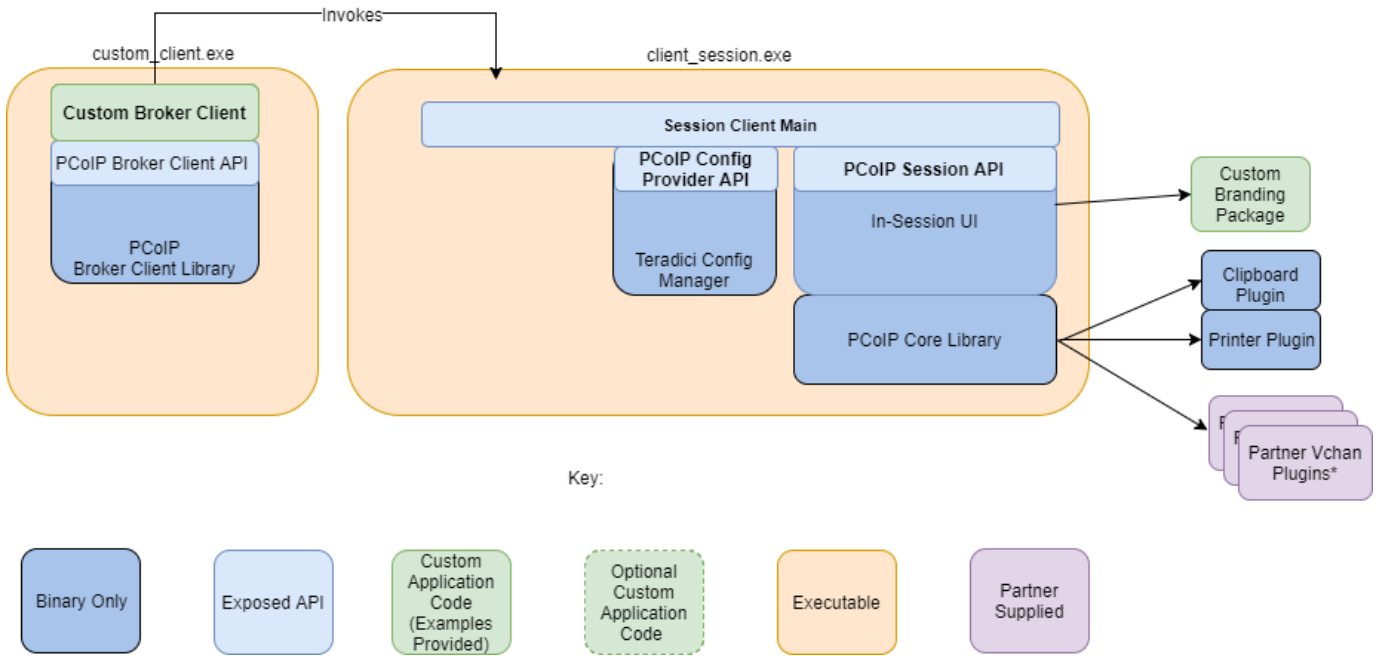 Invokes
custom_client.exe
client_session.exe
Custom Broker Client
PCoIP Broker Client API
PCoIP
Broker Client Library
Session Client Main
PCoIP Config
Provider API
Teradici Config
Manager
PCoIP Session API
In-Session UI
PCoIP Core Library
Custom
Branding
Package
Clipboard
Plugin
Printer Plugin
Partner Vchan
Plugins*
Key:
Binary Only
Exposed API
Custom
Application
Code
(Examples
Provided)
Optional
Custom
Application
Code
Executable
Partner
Supplied